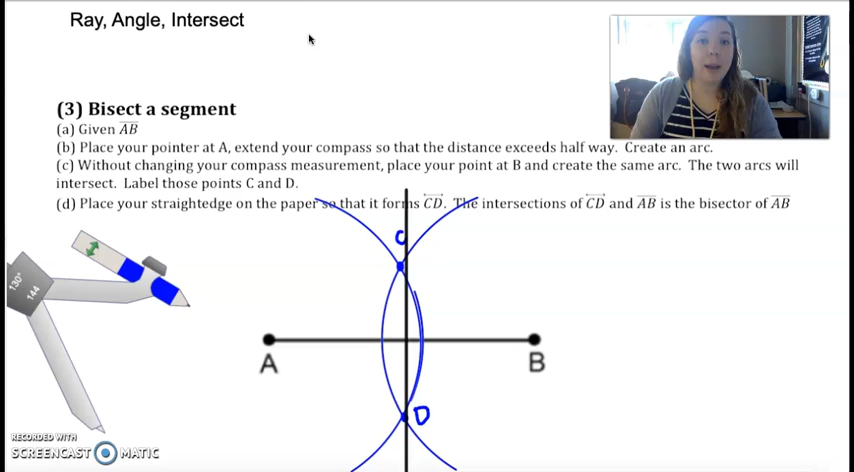 Ray, Angle, Intersect
(3) Bisect a segment
(a) Given AB
(b) Place your pointer at A, extend your compass so that the distance exceeds half way. Create an arc.
(c) Without changing your compass measurement, place your point at B and create the same arc. The two arcs will
intersect. Label those points C and D.
(d) Place your straightedge on the paper so that it forms CD. The intersections of CD and AB is the bisector of AB
C
130°
144
A
B
D
RECORDED WITH
SCREENCAST MATIC